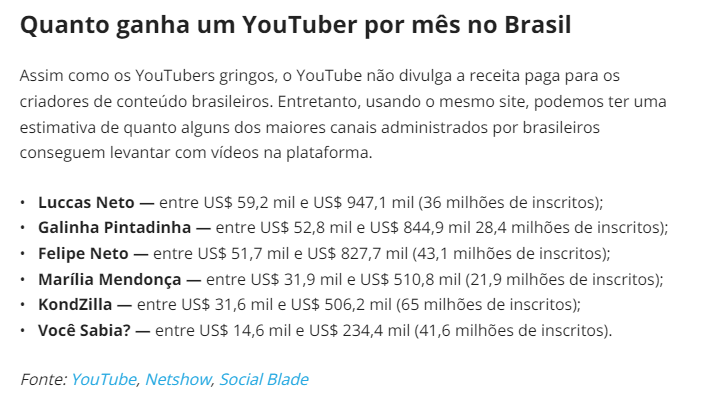 Quanto ganha um YouTuber por mês no Brasil
Assim como os YouTubers gringos, o YouTube não divulga a receita paga para os
criadores de conteúdo brasileiros. Entretanto, usando o mesmo site, podemos ter uma
estimativa de quanto alguns dos maiores canais administrados por brasileiros
conseguem levantar com vídeos na plataforma.
• Luccas Neto — entre US$ 59,2 mil e US$ 947,1 mil (36 milhões de inscritos);
• Galinha Pintadinha — entre US$ 52,8 mil e US$ 844,9 mil 28,4 milhões de inscritos);
• Felipe Neto — entre US$ 51,7 mil e US$ 827,7 mil (43,1 milhões de inscritos);
• Marília Mendonça — entre US$ 31,9 mil e US$ 510,8 mil (21,9 milhões de inscritos);
• KondZilla — entre US$ 31,6 mil e US$ 506,2 mil (65 milhões de inscritos);
• Você Sabia? — entre US$ 14,6 mil e US$ 234,4 mil (41,6 milhões de inscritos).
Fonte: YouTube, Netshow, Social Blade